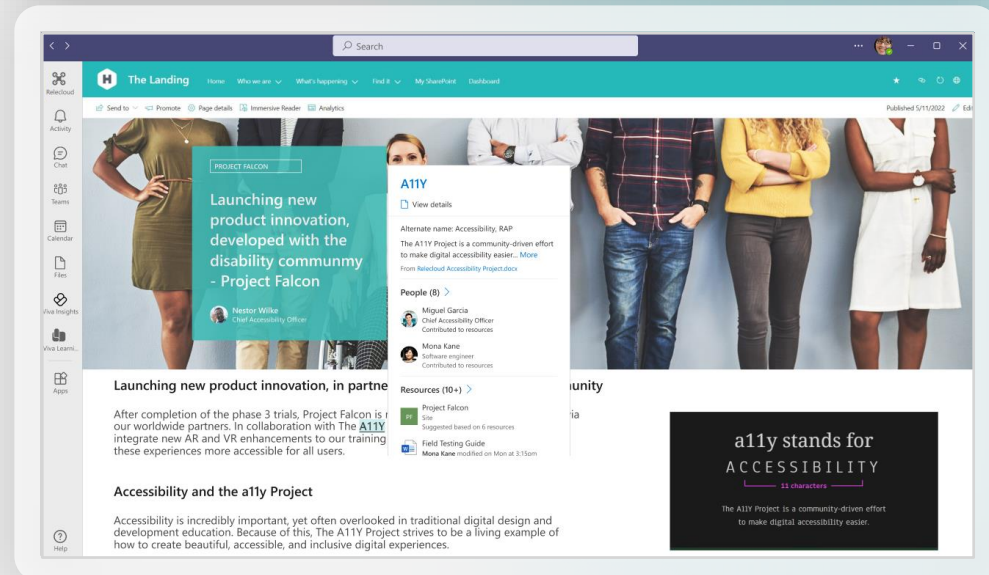 Search
Relecloud
Activity
Chat
Teams
Calendar
Files
Viva Insights
Viva Learni...
Apps
Help
H The Landing Home Who we are What's happening Find it My SharePoint Dashboard
Send to Promote Page details Immersive Reader Analytics Published 5/11/2022 Edi
PROJECT FALCON
Launching new
product innovation,
developed with the
disability communmy
- Project Falcon
Nestor Wilke
Chief Accessibility Officer
A11Y
View details
Alternate name: Accessibility, RAP
The A11Y Project is a community-driven effort
to make digital accessibility easier... More
From Relecloud Accessibility Project.docx
People (8)
Miguel Garcia
Chief Accessibility Officer
Contributed to resources
Mona Kane
Software engineer
Contributed to resources
Resources (10+)
PF Project Falcon
Site
Suggested based on 6 resources
Field Testing Guide
Mona Kane modified on Mon at 3:15pm
Launching new product innovation, in partne unity
After completion of the phase 3 trials, Project Falcon is r ia
our worldwide partners. In collaboration with The A11Y
integrate new AR and VR enhancements to our training
these experiences more accessible for all users.
Accessibility and the a11y Project
Accessibility is incredibly important, yet often overlooked in traditional digital design and
development education. Because of this, The A11Y Project strives to be a living example of
how to create beautiful, accessible, and inclusive digital experiences.
a11y stands for
ACCESSIBILITY
11 characters
The A11Y Project is a community-driven effort
to make digital accessibility easier.